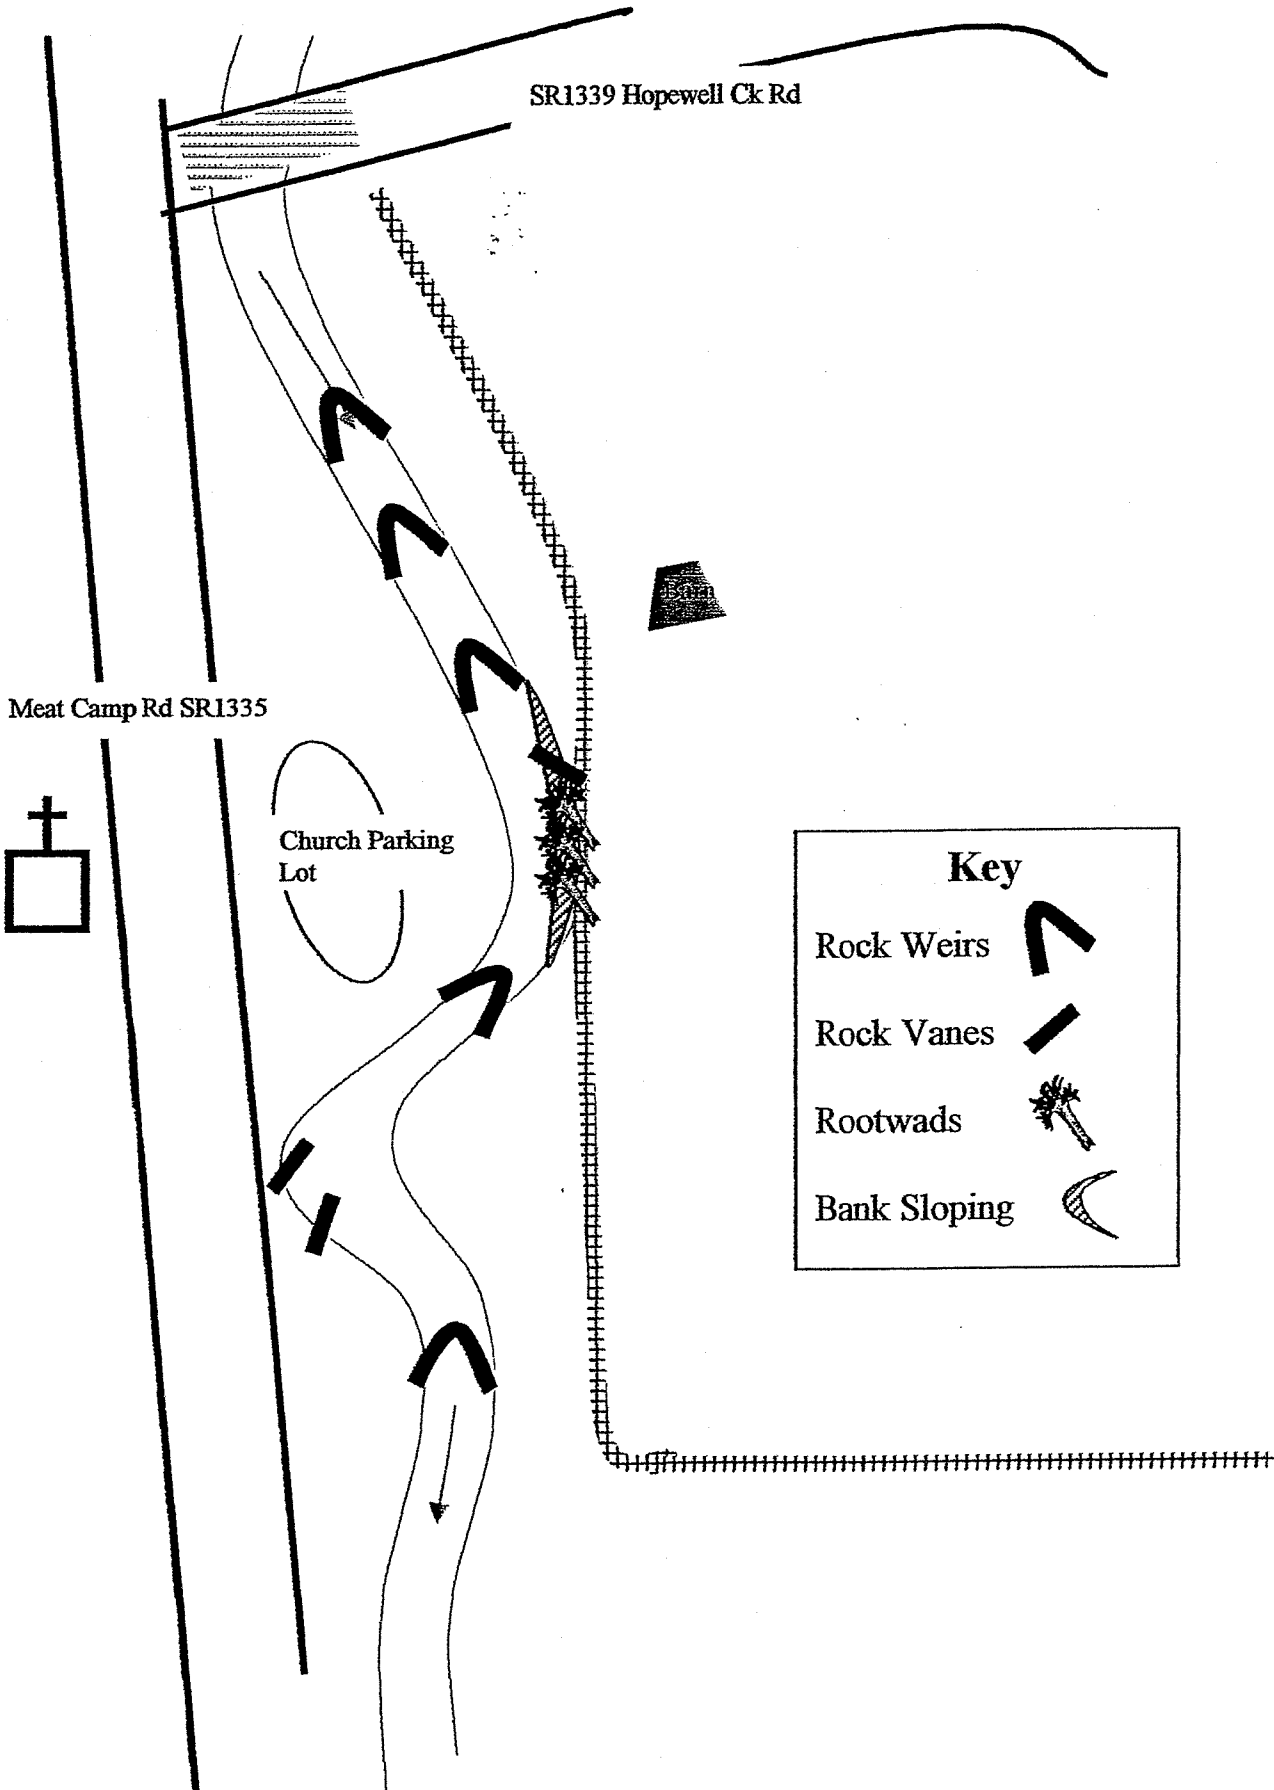 SR1339 Hopewell Ck Rd
Barn
Meat Camp Rd SR1335
Church Parking
Lot
Key
Rock Weirs
Rock Vanes
Rootwads
Bank Sloping